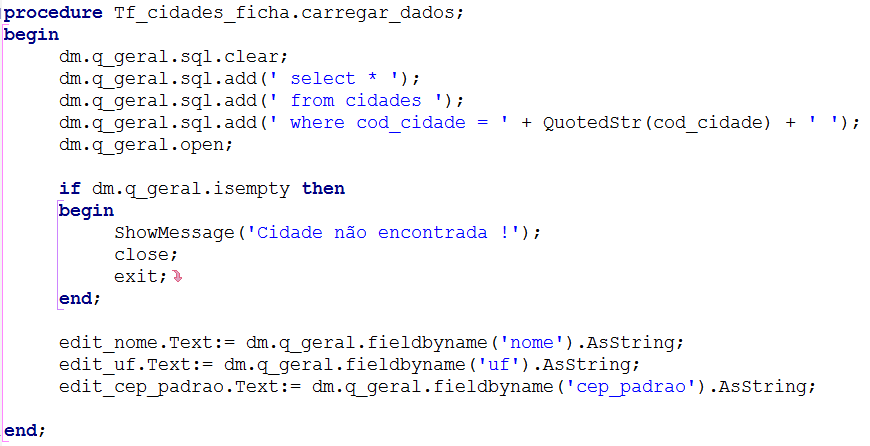 procedure Tf_cidades_ficha.carregar_dados;
begin
     dm.q_geral.sql.clear;
     dm.q_geral.sql.add(' select * ');
     dm.q_geral.sql.add(' from cidades ');
     dm.q_geral.sql.add(' where cod_cidade = ' + QuotedStr(cod_cidade) + ' ');
     dm.q_geral.open;

     if dm.q_geral.isempty then
     begin
          ShowMessage('Cidade não encontrada !');
          close;
          exit;
     end;

     edit_nome.Text:= dm.q_geral.fieldbyname('nome').AsString;
     edit_uf.Text:= dm.q_geral.fieldbyname('uf').AsString;
     edit_cep_padrao.Text:= dm.q_geral.fieldbyname('cep_padrao').AsString;

end;